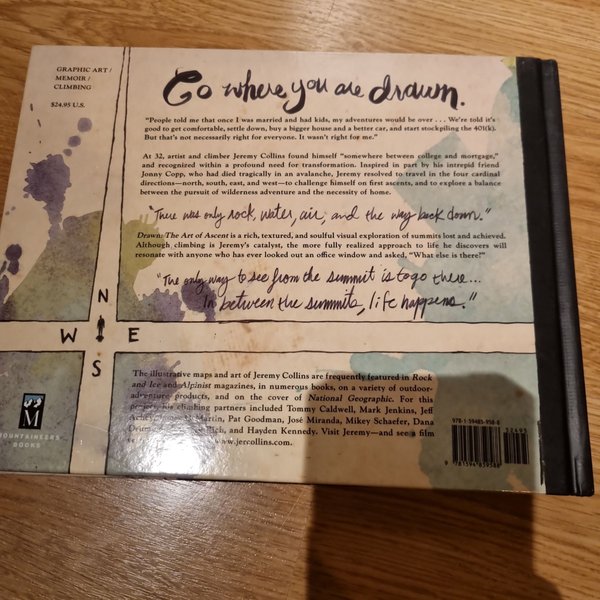 GRAPHIC ART /
MEMOIR /
CLIMBING
$24.95 U.S.
Go where you are drawn.
"People told me that once I was married and had kids, my adventures would be over . . . We're told it's
good to get comfortable, settle down, buy a bigger house and a better car, and start stockpiling the 401(k).
But that's not necessarily right for everyone. It wasn't right for me."
At 32, artist and climber Jeremy Collins found himself "somewhere between college and mortgage,"
and recognized within a profound need for transformation. Inspired in part by his intrepid friend
Jonny Copp, who had died tragically in an avalanche, Jeremy resolved to travel in the four cardinal
directions—north, south, east, and west—to challenge himself on first ascents, and to explore a balance
between the pursuit of wilderness adventure and the necessity of home.
"There was only rock, water, air, and the way back down."
Drawn: The Art of Ascent is a rich, textured, and soulful visual exploration of summits lost and achieved.
Although climbing is Jeremy's catalyst, the more fully realized approach to life he discovers will
resonate with anyone who has ever looked out an office window and asked, "What else is there?"
"The only way to see from the summit is to go there...
In between the summits, life happens."
N
W E
S
The illustrative maps and art of Jeremy Collins are frequently featured in Rock
and Ice and Alpinist magazines, in numerous books, on a variety of outdoor-
adventure products, and on the cover of National Geographic. For this
project, his climbing partners included Tommy Caldwell, Mark Jenkins, Jeff
Martin, Pat Goodman, José Miranda, Mikey Schaefer, Dana
and Hayden Kennedy. Visit Jeremy—and see a film
www.jercollins.com.
M
MOUNTAINEERS
BOOKS
978-1-59485-958-8
52495
9 781594 859588